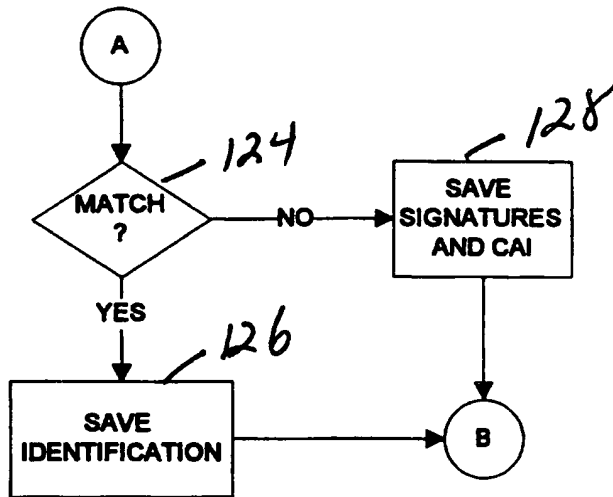 A
124
MATCH
?
NO
128
SAVE
SIGNATURES
AND CAI
YES
126
SAVE
IDENTIFICATION
B